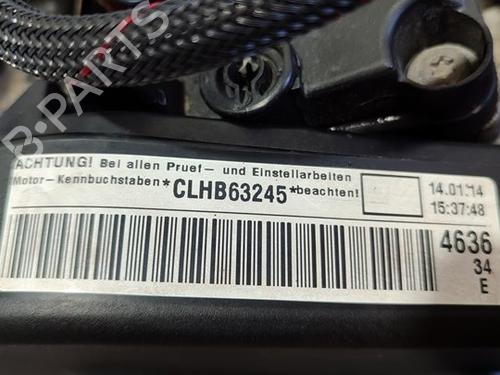 B-PARTS
ACHTUNG! Bei allen Pruef- und Einstellarbeiten
Motor-Kennbuchstaben *CLHB63245* beachten!
14.01.14
15:37:48
4636
34
E